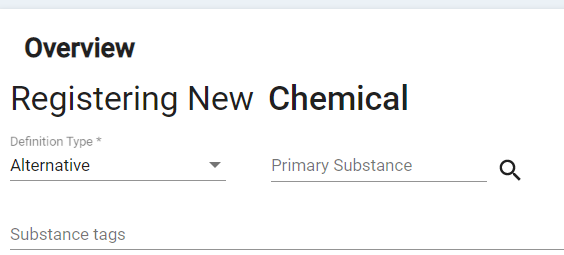 Overview
Registering New Chemical
Definition Type *
Alternative
Primary Substance
Substance tags